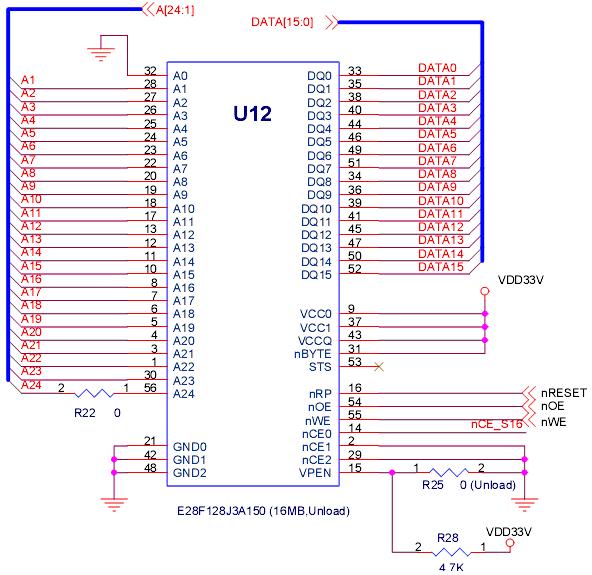 A[24:1]
DATA[15:0]
U12
A1 32 A0 DQ0 33 DATA0
A2 28 A1 DQ1 35 DATA1
A3 27 A2 DQ2 38 DATA2
A4 26 A3 DQ3 40 DATA3
A5 25 A4 DQ4 44 DATA4
A6 24 A5 DQ5 46 DATA5
A7 23 A6 DQ6 49 DATA6
A8 22 A7 DQ7 51 DATA7
A9 20 A8 DQ8 34 DATA8
A10 19 A9 DQ9 36 DATA9
A11 18 A10 DQ10 39 DATA10
A12 17 A11 DQ11 41 DATA11
A13 13 A12 DQ12 45 DATA12
A14 12 A13 DQ13 47 DATA13
A15 11 A14 DQ14 50 DATA14
A16 10 A15 DQ15 52 DATA15
A17 8 A16
VDD33V
A18 7 A17
A19 6 A18 VCC0 9
A20 5 A19 VCC1 37
A21 4 A20 VCCQ 43
A22 3 A21 nBYTE 31
A23 1 A22 STS 53
30 A23
A24 2 1 56 A24 nRP 16 nRESET
R22 0 nOE 54 nOE
nWE 55 nWE
nCE0 14 nCE_S16
21 GND0 nCE1 2
42 GND1 nCE2 29
48 GND2 VPEN 15 1 2
R25 0 (Unload)
E28F128J3A150 (16MB,Unload)
R28 VDD33V
2 1
4.7K